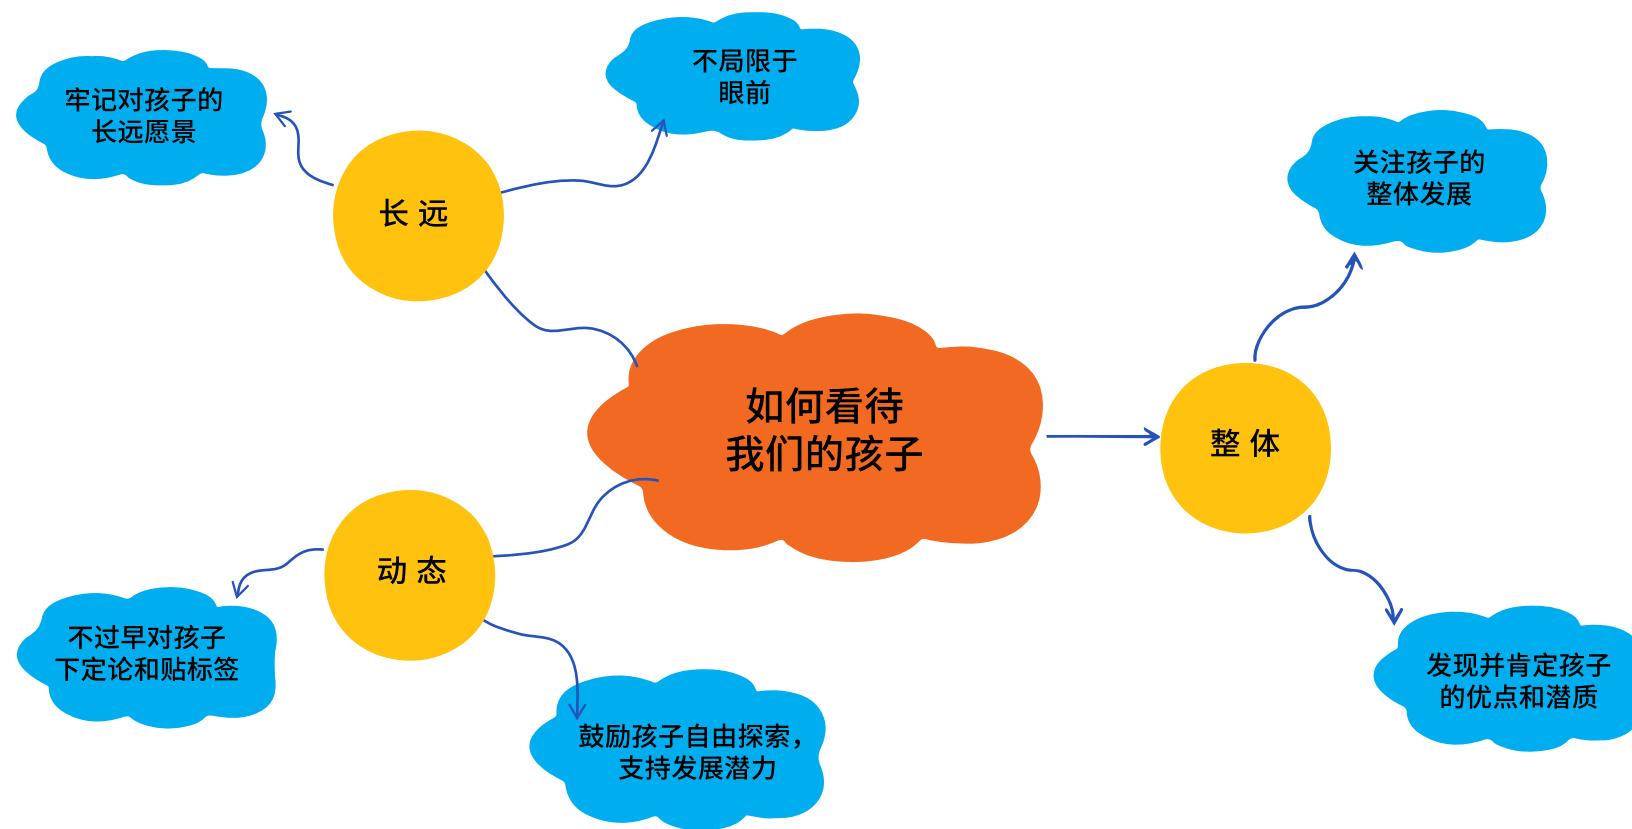 不局限于
眼前
牢记对孩子的
长远愿景
长远
关注孩子的
整体发展
如何看待
我们的孩子
整体
动态
不过早对孩子
下定论和贴标签
发现并肯定孩子
的优点和潜质
鼓励孩子自由探索，
支持发展潜力